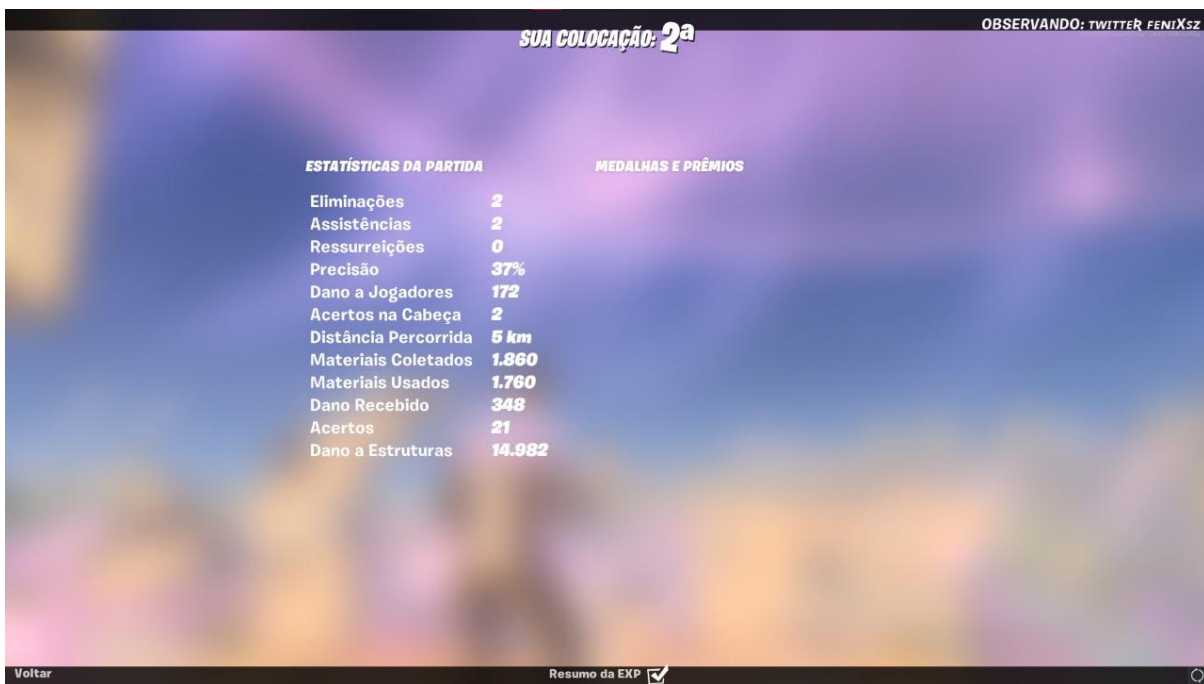 OBSERVANDO: TWITTER FENIXSZ
SUA COLOCAÇÃO: 2ª
ESTATÍSTICAS DA PARTIDA
MEDALHAS E PRÊMIOS
Eliminações 2
Assistências 2
Ressurreições 0
Precisão 37%
Dano a Jogadores 172
Acertos na Cabeça 2
Distância Percorrida 5 km
Materiais Coletados 1.860
Materiais Usados 1.760
Dano Recebido 348
Acertos 21
Dano a Estruturas 14.982
Voltar
Resumo da EXP